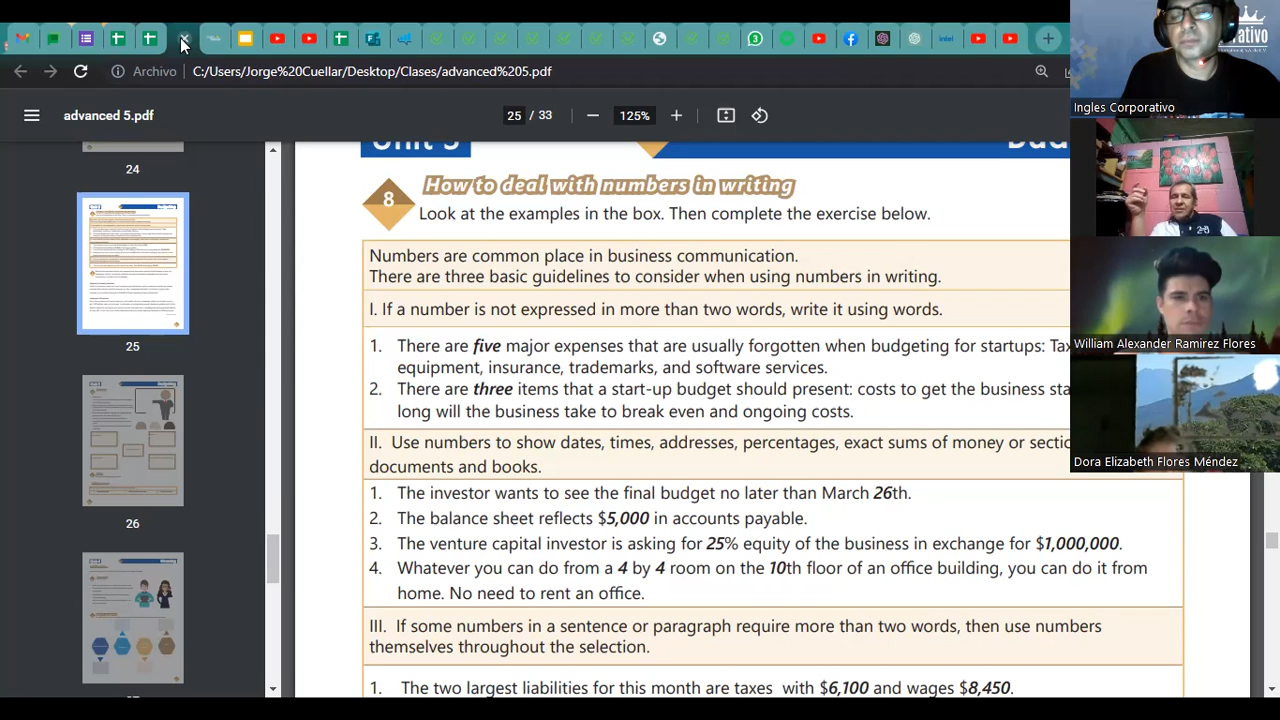 Archivo
C:/Users/Jorge%20Cuellar/Desktop/Clases/advanced%205.pdf
advanced 5.pdf
25 / 33
125%
24
25
26
How to deal with numbers in writing
8
Look at the examples in the box. Then complete the exercise below.
Numbers are common place in business communication.
There are three basic guidelines to consider when using numbers in writing.
I. If a number is not expressed in more than two words, write it using words.
1. There are five major expenses that are usually forgotten when budgeting for startups: Tax
equipment, insurance, trademarks, and software services.
2. There are three items that a start-up budget should present: costs to get the business sta
long will the business take to break even and ongoing costs.
II. Use numbers to show dates, times, addresses, percentages, exact sums of money or secti
documents and books.
1. The investor wants to see the final budget no later than March 26th.
2. The balance sheet reflects $5,000 in accounts payable.
3. The venture capital investor is asking for 25% equity of the business in exchange for $1,000,000.
4. Whatever you can do from a 4 by 4 room on the 10th floor of an office building, you can do it from
home. No need to rent an office.
III. If some numbers in a sentence or paragraph require more than two words, then use numbers
themselves throughout the selection.
1. The two largest liabilities for this month are taxes with $6,100 and wages $8,450.
Ingles Corporativo
William Alexander Ramirez Flores
Dora Elizabeth Flores Méndez